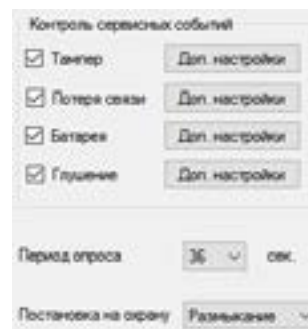 Контроль сервисных событий
Тампер Доп. настройки
Потеря связи Доп. настройки
Батарея Доп. настройки
Глушение Доп. настройки
Период опроса 36 сек.
Постановка на охрану Размыкание